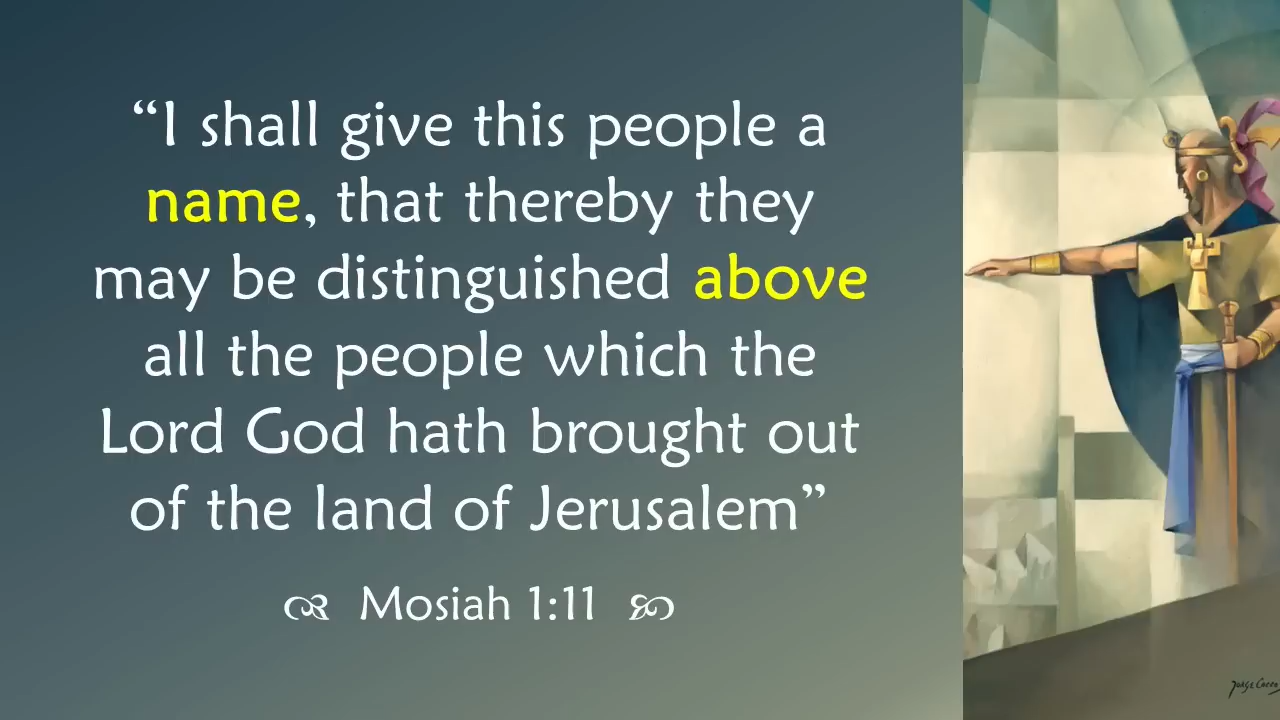 “I shall give this people a
name, that thereby they
may be distinguished above
all the people which the
Lord God hath brought out
of the land of Jerusalem”
Mosiah 1:11